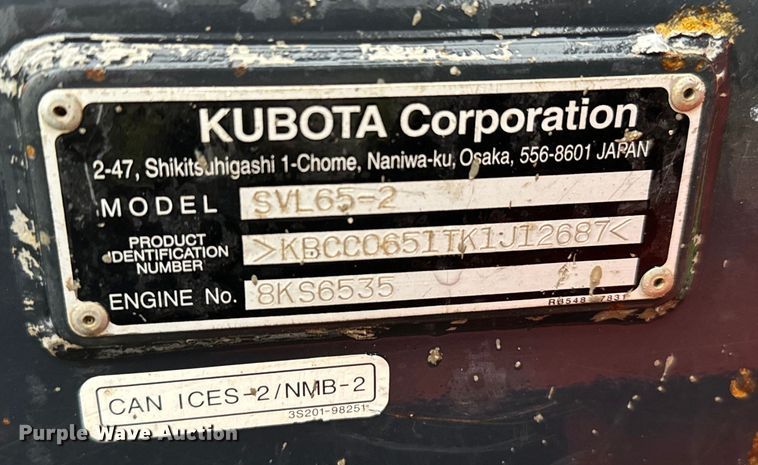 KUBOTA Corporation
2-47, Shikitsuhigashi 1-Chome, Naniwa-ku, Osaka, 556-8601 JAPAN
MODEL SVL65-2
PRODUCT IDENTIFICATION NUMBER >KBCC0651TK1J12687<
ENGINE No. 8KS6535
CAN ICES-2/NMB-2
3S201-98251
Purple Wave Auction